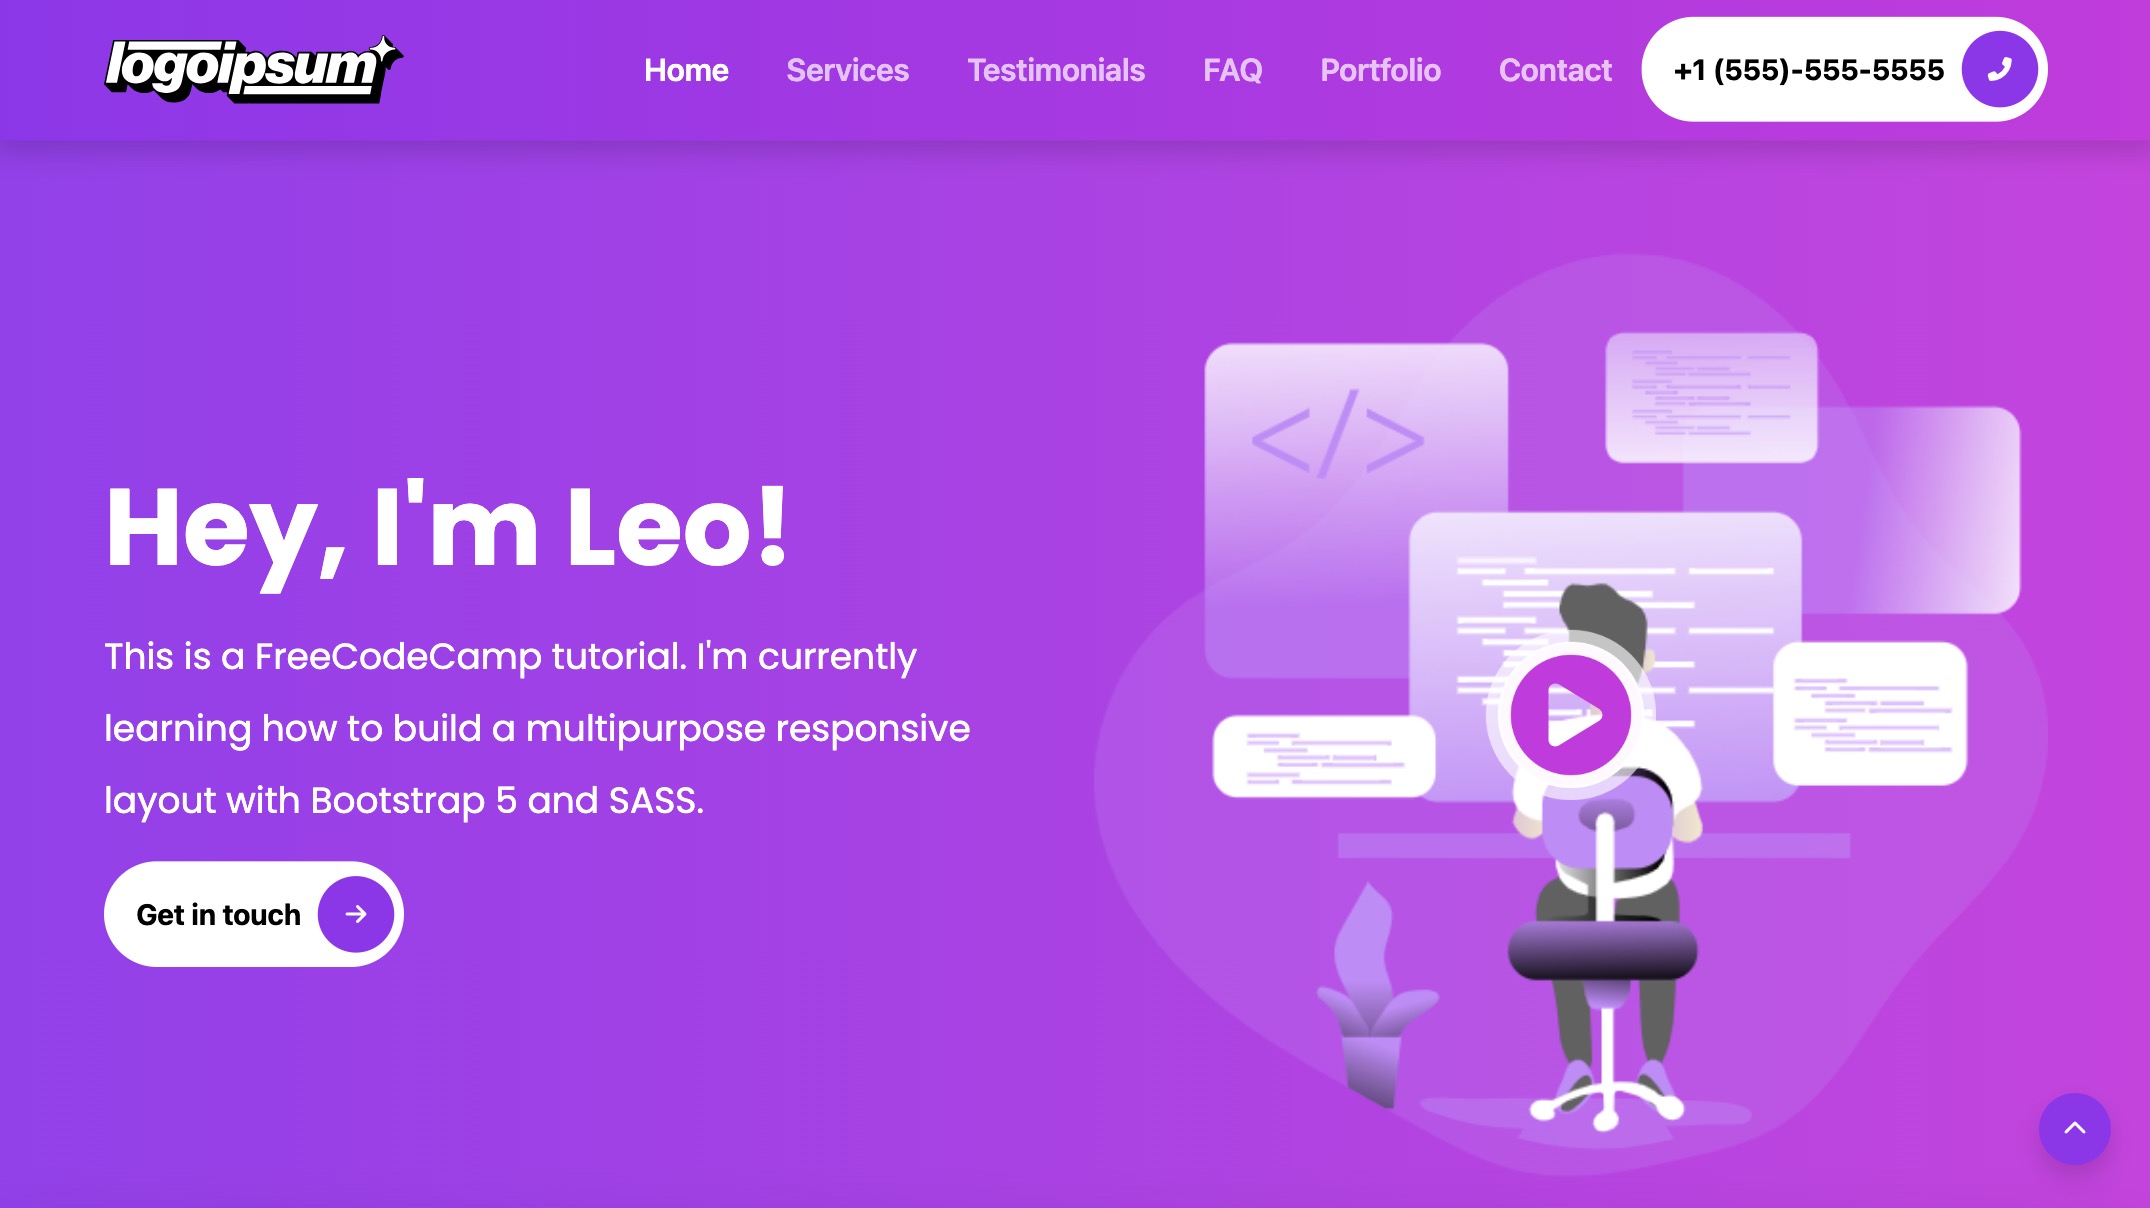 logoipsum
Home Services Testimonials FAQ Portfolio Contact +1 (555)-555-5555
</>
Hey, I'm Leo!
This is a FreeCodeCamp tutorial. I'm currently
learning how to build a multipurpose responsive
layout with Bootstrap 5 and SASS.
Get in touch